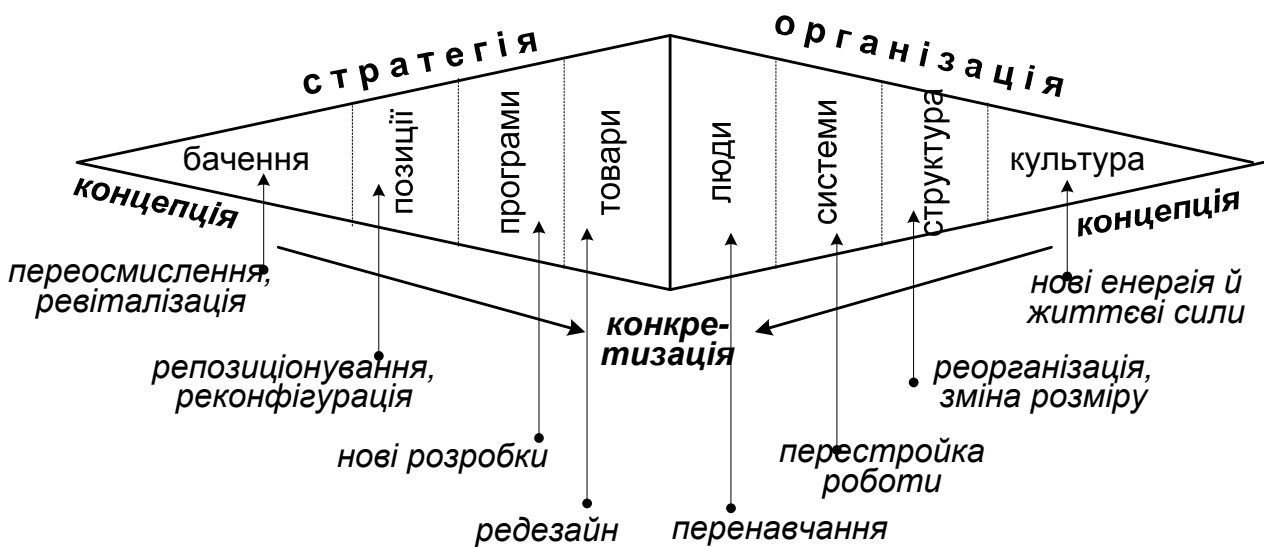 стратегія
організація
бачення
позиції
програми
товари
люди
системи
структура
культура
концепція
концепція
переосмислення,
ревіталізація
нові енергія й
життєві сили
конкре-
тизація
репозиціонування,
реконфігурація
реорганізація,
зміна розміру
нові розробки
перестройка
роботи
редезайн
перенавчання